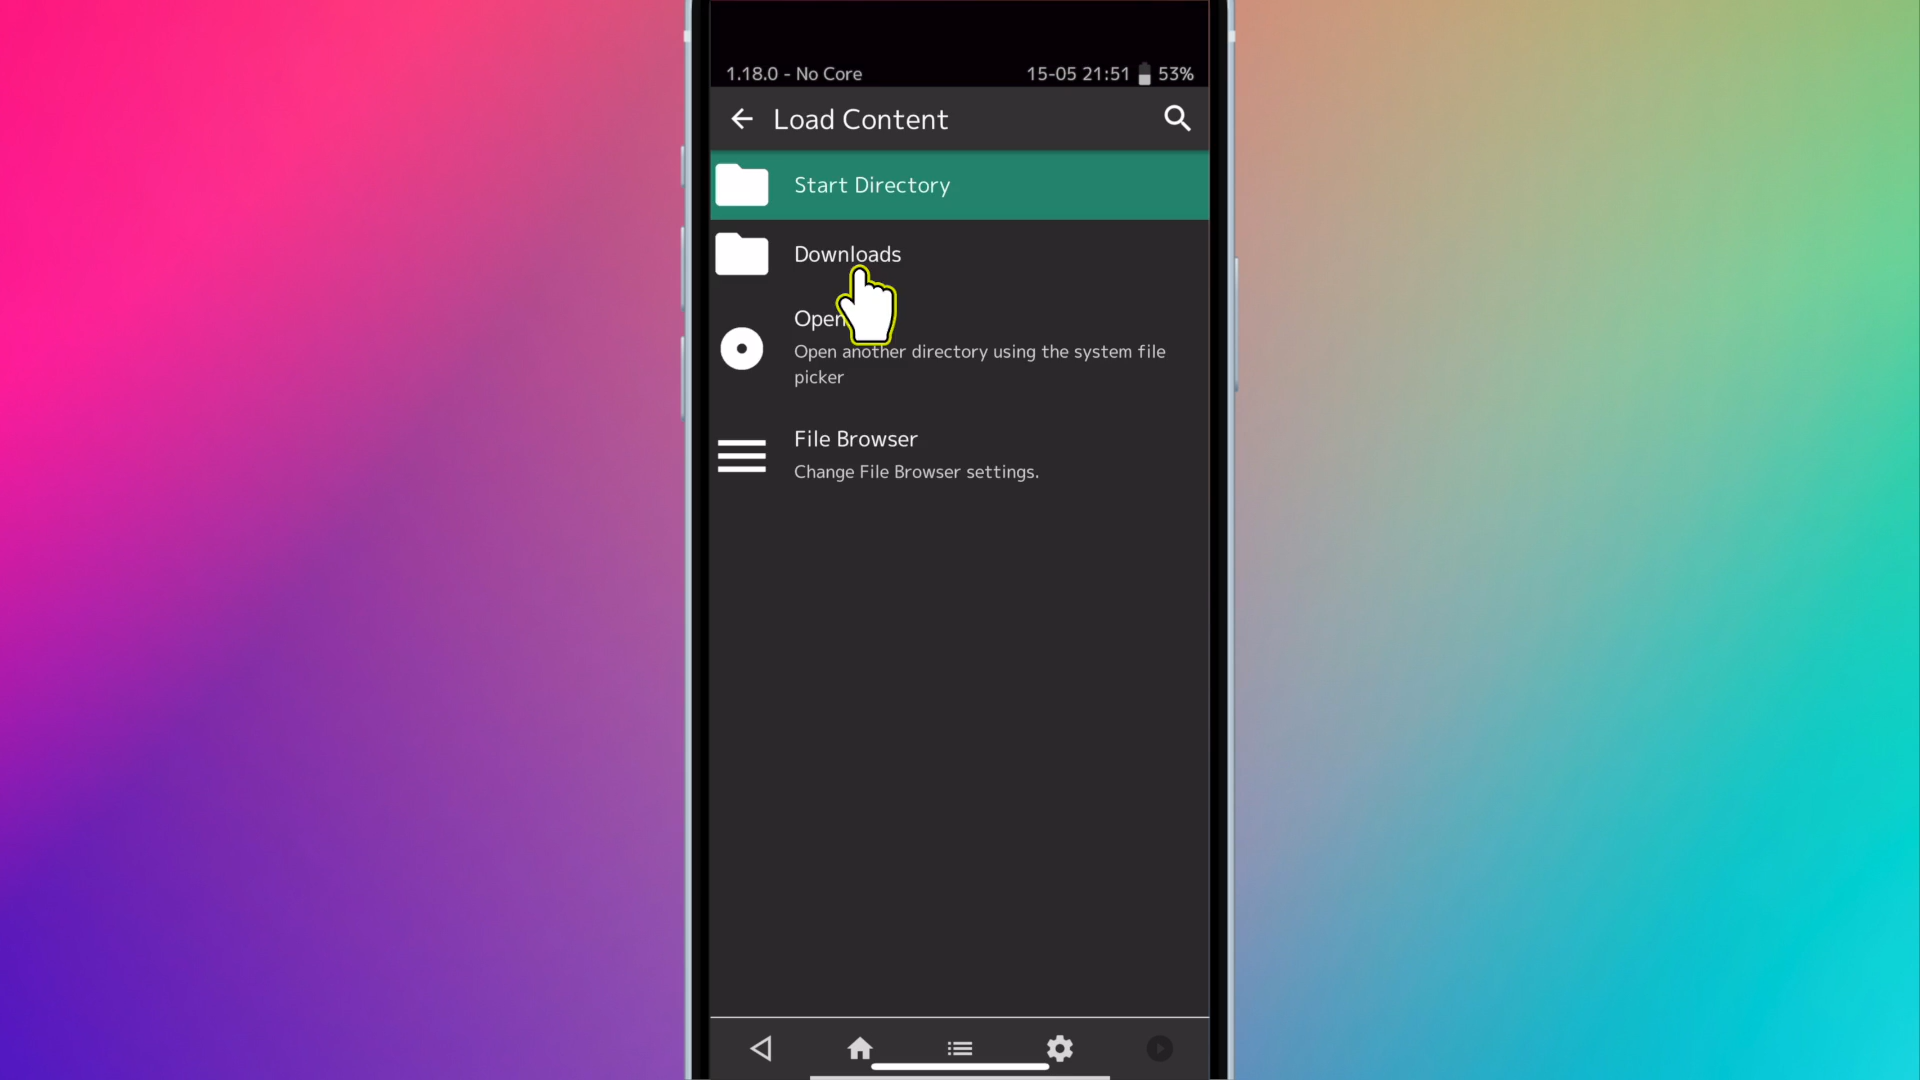 1.18.0 - No Core
15-05 21:51 53%
Load Content
Start Directory
Downloads
Open
Open another directory using the system file
picker
File Browser
Change File Browser settings.